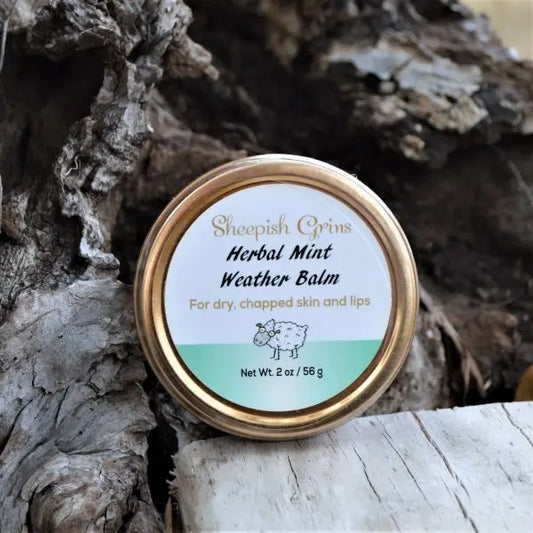 Sheepish Grins
Herbal Mint
Weather Balm
For dry, chapped skin and lips
Net Wt. 2 oz / 56 g